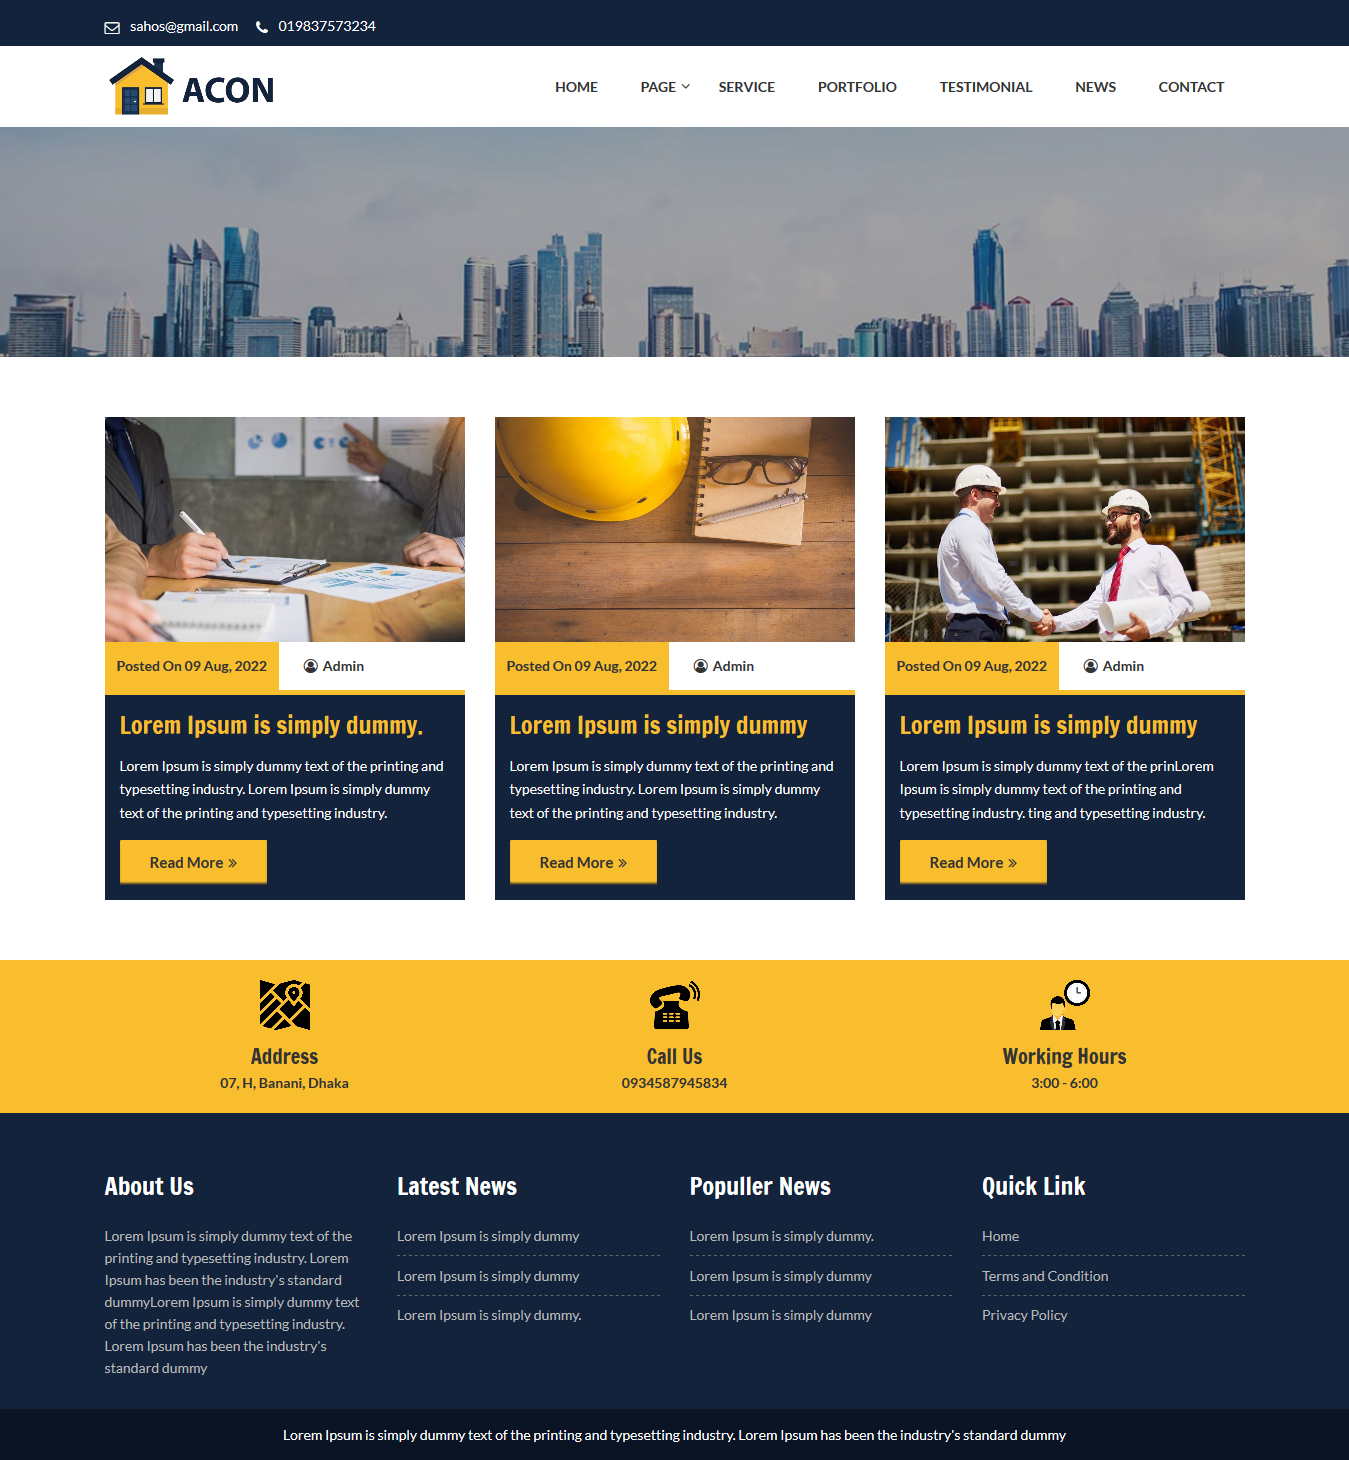 sahos@gmail.com 019837573234
ACON HOME PAGE SERVICE PORTFOLIO TESTIMONIAL NEWS CONTACT
Posted On 09 Aug, 2022 Admin
Lorem Ipsum is simply dummy.
Lorem Ipsum is simply dummy text of the printing and
typesetting industry. Lorem Ipsum is simply dummy
text of the printing and typesetting industry.
Read More »
Posted On 09 Aug, 2022 Admin
Lorem Ipsum is simply dummy
Lorem Ipsum is simply dummy text of the printing and
typesetting industry. Lorem Ipsum is simply dummy
text of the printing and typesetting industry.
Read More »
Posted On 09 Aug, 2022 Admin
Lorem Ipsum is simply dummy
Lorem Ipsum is simply dummy text of the prinLorem
Ipsum is simply dummy text of the printing and
typesetting industry. ting and typesetting industry.
Read More »
Address
07, H, Banani, Dhaka
Call Us
0934587945834
Working Hours
3:00 - 6:00
About Us
Lorem Ipsum is simply dummy text of the
printing and typesetting industry. Lorem
Ipsum has been the industry's standard
dummyLorem Ipsum is simply dummy text
of the printing and typesetting industry.
Lorem Ipsum has been the industry's
standard dummy
Latest News
Lorem Ipsum is simply dummy
Lorem Ipsum is simply dummy
Lorem Ipsum is simply dummy.
Populler News
Lorem Ipsum is simply dummy.
Lorem Ipsum is simply dummy
Lorem Ipsum is simply dummy
Quick Link
Home
Terms and Condition
Privacy Policy
Lorem Ipsum is simply dummy text of the printing and typesetting industry. Lorem Ipsum has been the industry's standard dummy